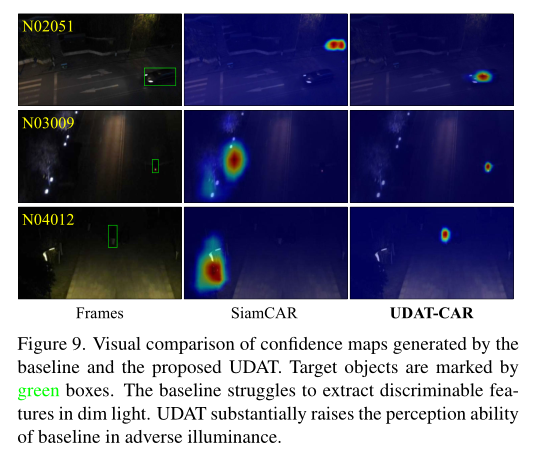 N02051
N03009
N04012
Frames
SiamCAR
UDAT-CAR
Figure 9. Visual comparison of confidence maps generated by the
baseline and the proposed UDAT. Target objects are marked by
green boxes. The baseline struggles to extract discriminable fea-
tures in dim light. UDAT substantially raises the perception ability
of baseline in adverse illuminance.